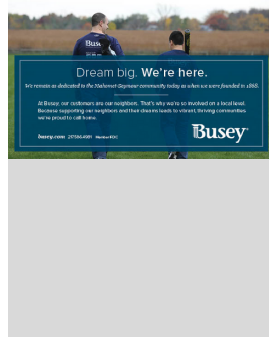 Busey
Dream big. We're here.
We remain as dedicated to the Mahomet-Seymour community today as when we were founded in 1868.
At Busey, our customers are our neighbors. That's why we're so involved on a local level.
Because supporting our neighbors and their dreams leads to vibrant, thriving communities
we're proud to call home.
Busey
busey.com Member FDIC